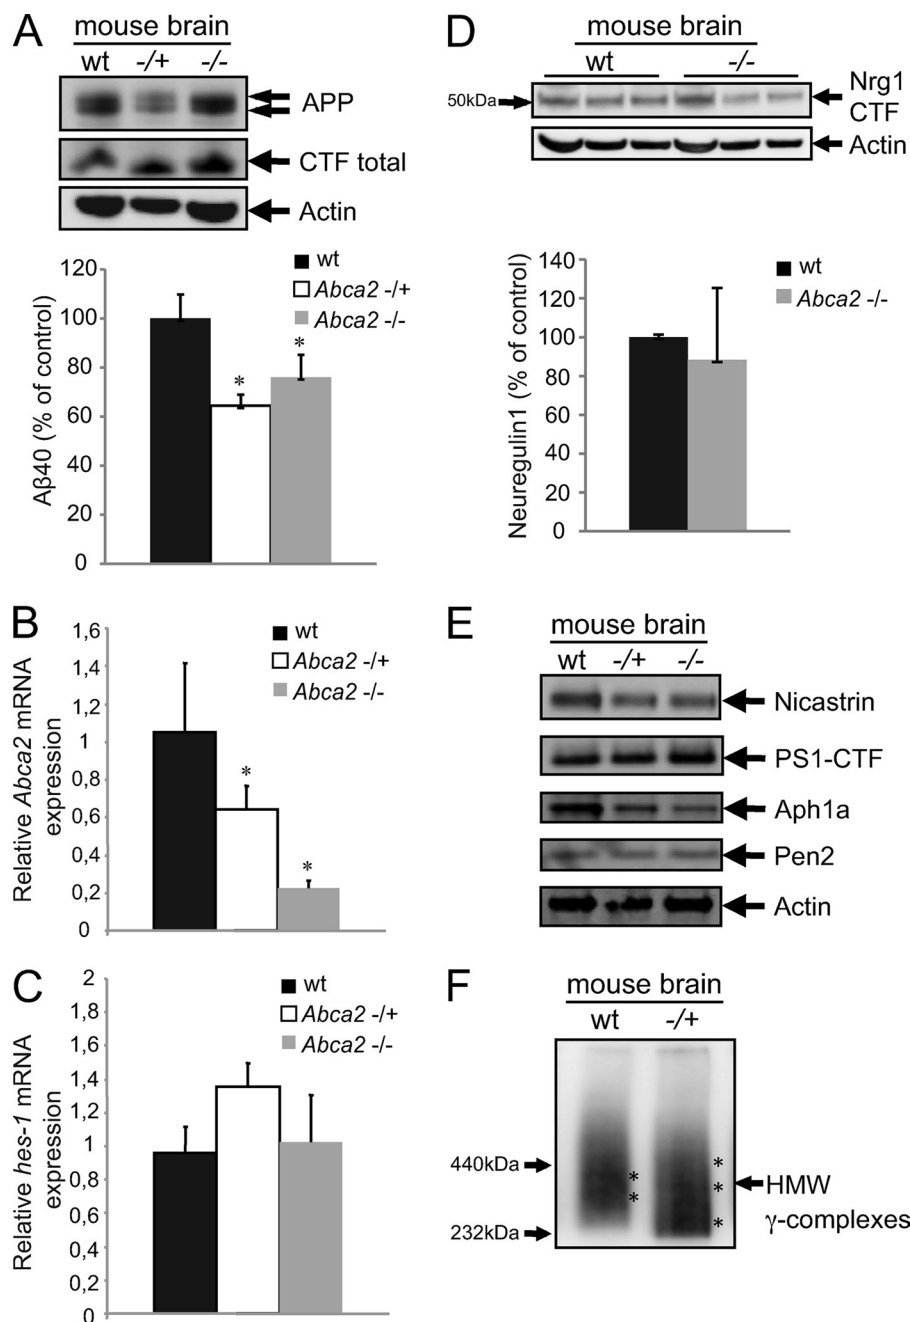 A
mouse brain
wt -/+ -/-
APP
CTF total
Actin
120
100
80
60
40
20
0
Aβ40 (% of control)
wt
Abca2 -/+
Abca2 -/-
*
*
B
1,6
1,4
1,2
1
0,8
0,6
0,4
0,2
0
Relative Abca2 mRNA
expression
wt
Abca2 -/+
Abca2 -/-
*
*
C
2
1,8
1,6
1,4
1,2
1
0,8
0,6
0,4
0,2
0
Relative hes-1 mRNA
expression
wt
Abca2 -/+
Abca2 -/-
D
mouse brain
wt -/-
50kDa
Nrg1
CTF
Actin
140
120
100
80
60
40
20
0
Neuregulin1 (% of control)
wt
Abca2 -/-
E
mouse brain
wt -/+ -/-
Nicastrin
PS1-CTF
Aph1a
Pen2
Actin
F
mouse brain
wt -/+
440kDa
232kDa
*
*
*
*
*
HMW
γ-complexes